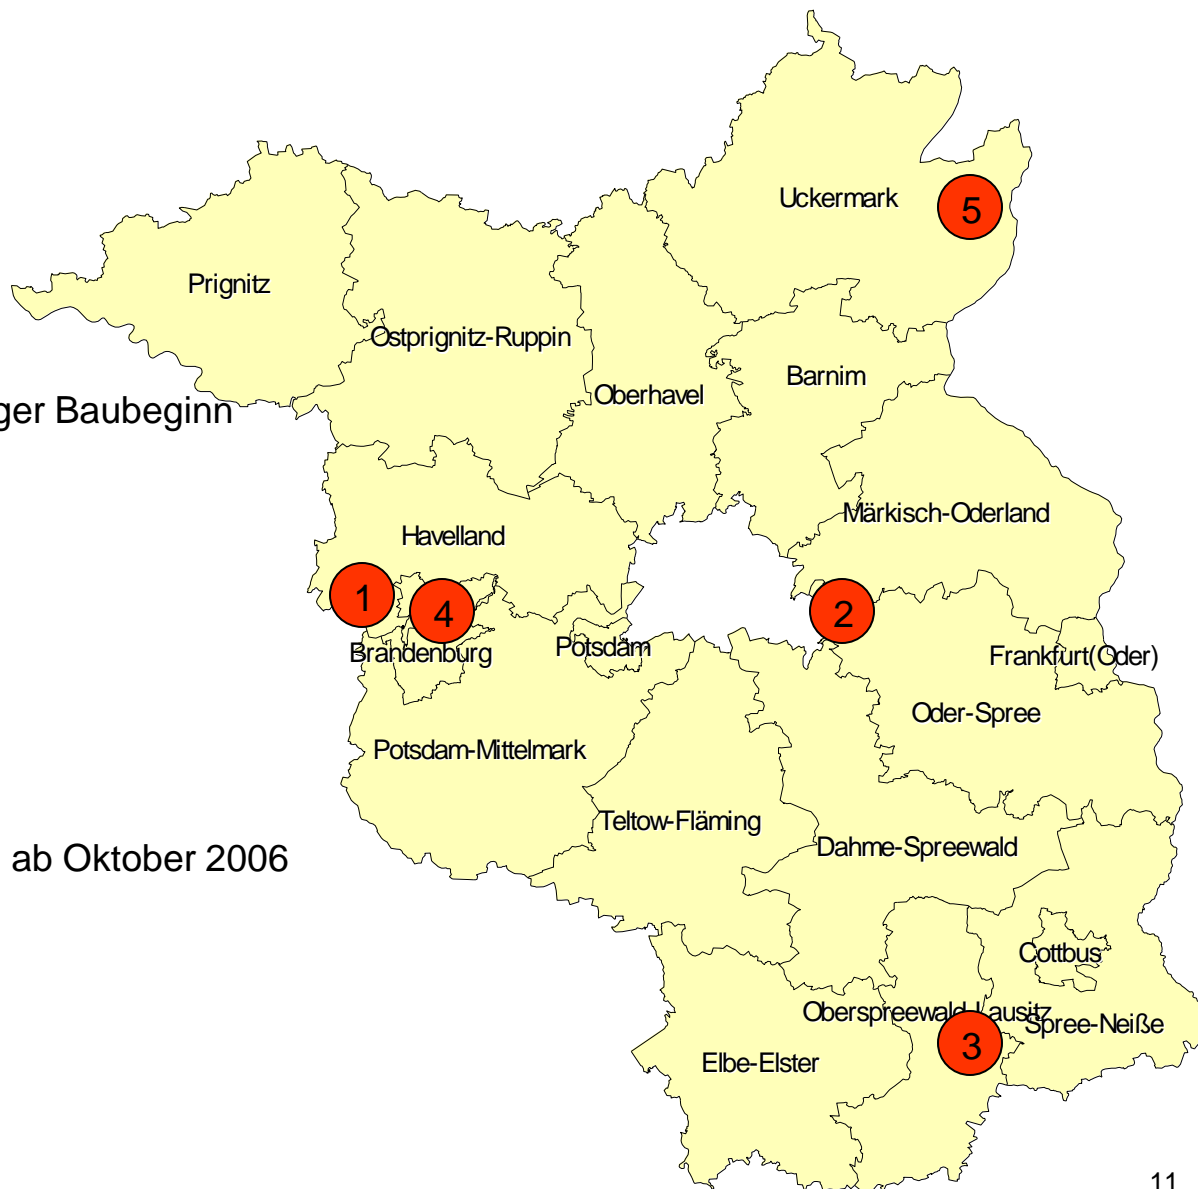 Uckermark
5
Prignitz
Ostprignitz-Ruppin
Barnim
Oberhavel
ger Baubeginn
Märkisch-Oderland
Havelland
1
4
2
Brandenburg
Potsdam
Frankfurt(Oder)
Oder-Spree
Potsdam-Mittelmark
Teltow-Fläming
Dahme-Spreewald
ab Oktober 2006
Cottbus
Oberspreewald-Lausitz
Spree-Neiße
3
Elbe-Elster
11